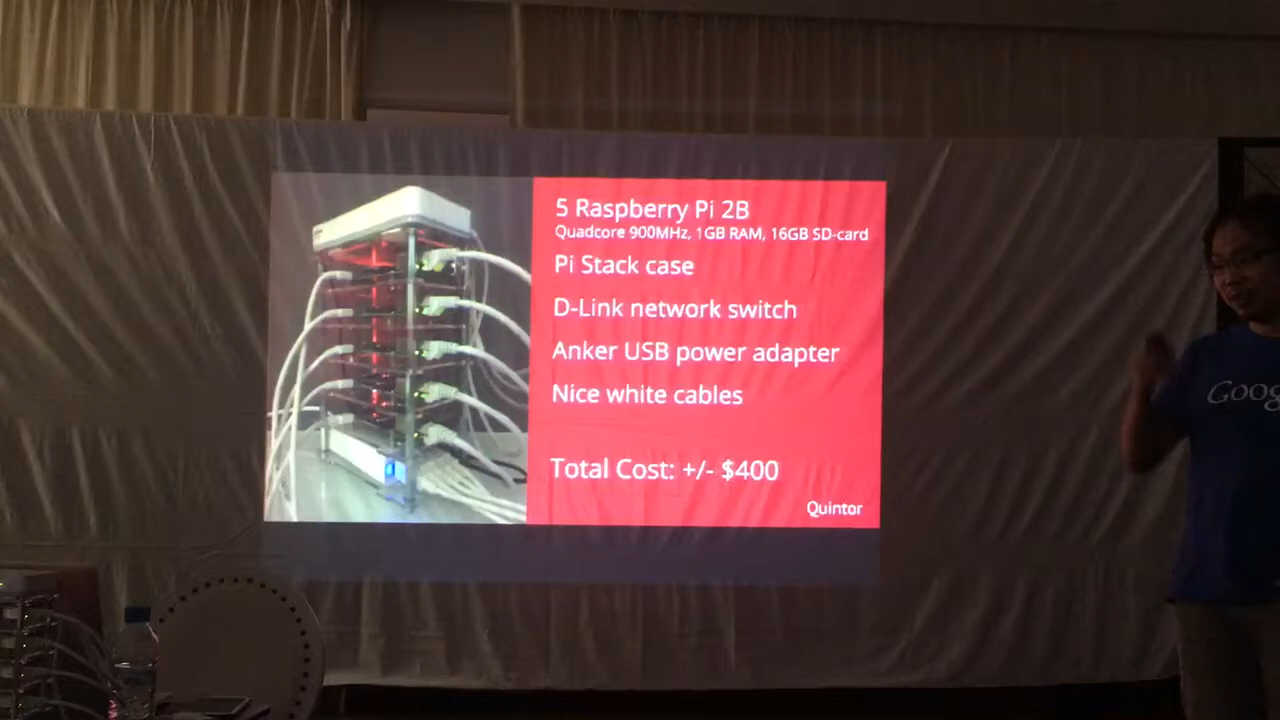 5 Raspberry Pi 2B
Quadcore 900MHz, 1GB RAM, 16GB SD-card
Pi Stack case
D-Link network switch
Anker USB power adapter
Nice white cables
Total Cost: +/- $400
Quintor
Goog